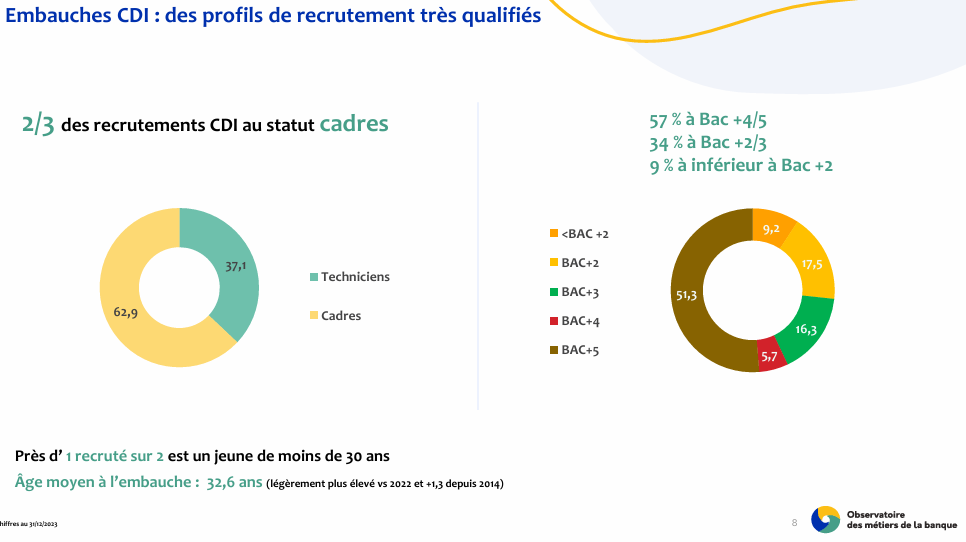 Embauches CDI : des profils de recrutement très qualifiés
2/3 des recrutements CDI au statut cadres
37,1
62,9
Techniciens
Cadres
57 % à Bac +4/5
34 % à Bac +2/3
9 % à inférieur à Bac +2
<BAC +2
BAC+2
BAC+3
BAC+4
BAC+5
9,2
17,5
16,3
5,7
51,3
Près d’ 1 recruté sur 2 est un jeune de moins de 30 ans
Âge moyen à l’embauche : 32,6 ans (légèrement plus élevé vs 2022 et +1,3 depuis 2014)
hiffres au 31/12/2023
8
Observatoire
des métiers de la banque